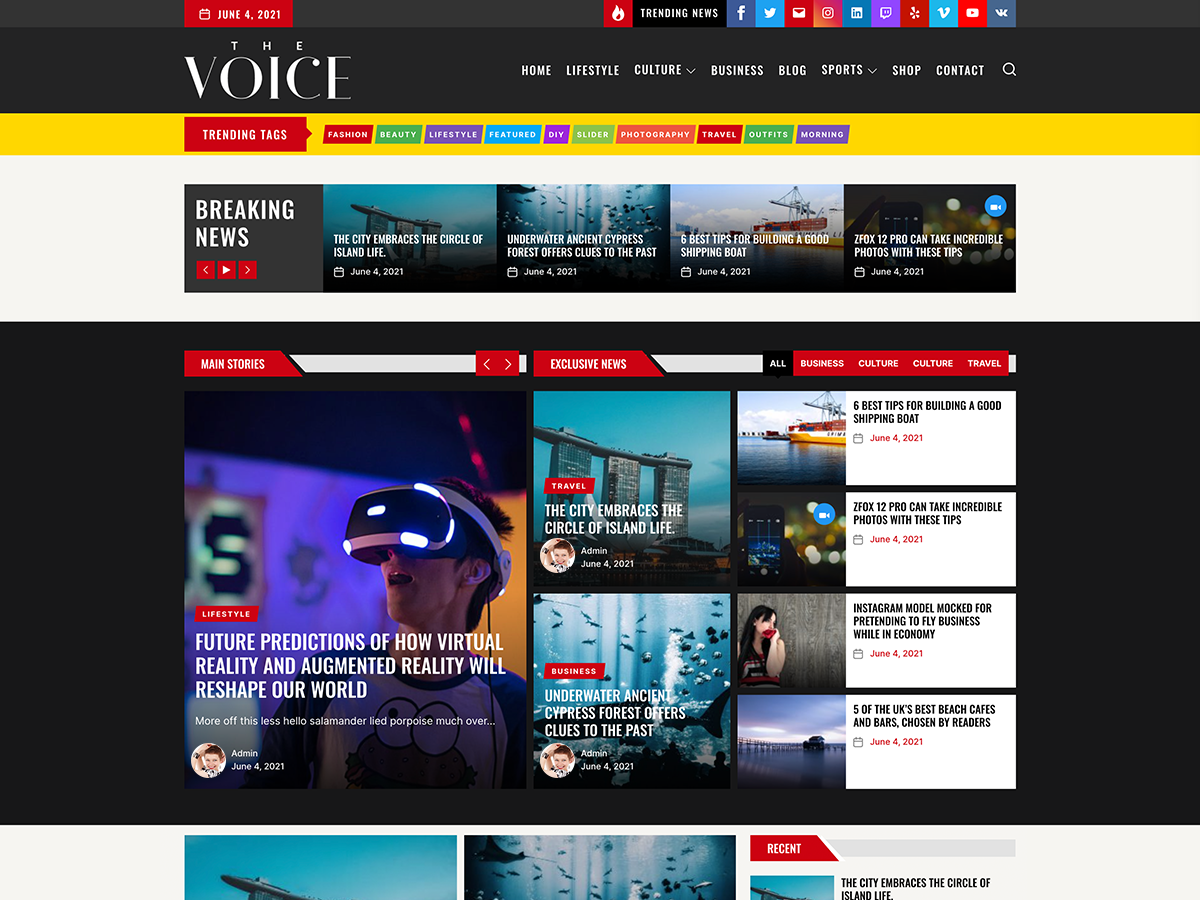 JUNE 4, 2021
TRENDING NEWS
THE
VOICE
HOME LIFESTYLE CULTURE BUSINESS BLOG SPORTS SHOP CONTACT
TRENDING TAGS
FASHION BEAUTY LIFESTYLE FEATURED DIY SLIDER PHOTOGRAPHY TRAVEL OUTFITS MORNING
BREAKING
NEWS
THE CITY EMBRACES THE CIRCLE OF
ISLAND LIFE.
June 4, 2021
UNDERWATER ANCIENT CYPRESS
FOREST OFFERS CLUES TO THE PAST
June 4, 2021
6 BEST TIPS FOR BUILDING A GOOD
SHIPPING BOAT
June 4, 2021
ZFOX 12 PRO CAN TAKE INCREDIBLE
PHOTOS WITH THESE TIPS
June 4, 2021
MAIN STORIES
LIFESTYLE
FUTURE PREDICTIONS OF HOW VIRTUAL
REALITY AND AUGMENTED REALITY WILL
RESHAPE OUR WORLD
More off this less hello salamander lied porpoise much over...
Admin
June 4, 2021
EXCLUSIVE NEWS
ALL BUSINESS CULTURE CULTURE TRAVEL
TRAVEL
THE CITY EMBRACES THE
CIRCLE OF ISLAND LIFE.
Admin
June 4, 2021
BUSINESS
UNDERWATER ANCIENT
CYPRESS FOREST OFFERS
CLUES TO THE PAST
Admin
June 4, 2021
6 BEST TIPS FOR BUILDING A GOOD
SHIPPING BOAT
June 4, 2021
ZFOX 12 PRO CAN TAKE INCREDIBLE
PHOTOS WITH THESE TIPS
June 4, 2021
INSTAGRAM MODEL MOCKED FOR
PRETENDING TO FLY BUSINESS
WHILE IN ECONOMY
June 4, 2021
5 OF THE UK'S BEST BEACH CAFES
AND BARS, CHOSEN BY READERS
June 4, 2021
RECENT
THE CITY EMBRACES THE CIRCLE OF
ISLAND LIFE.